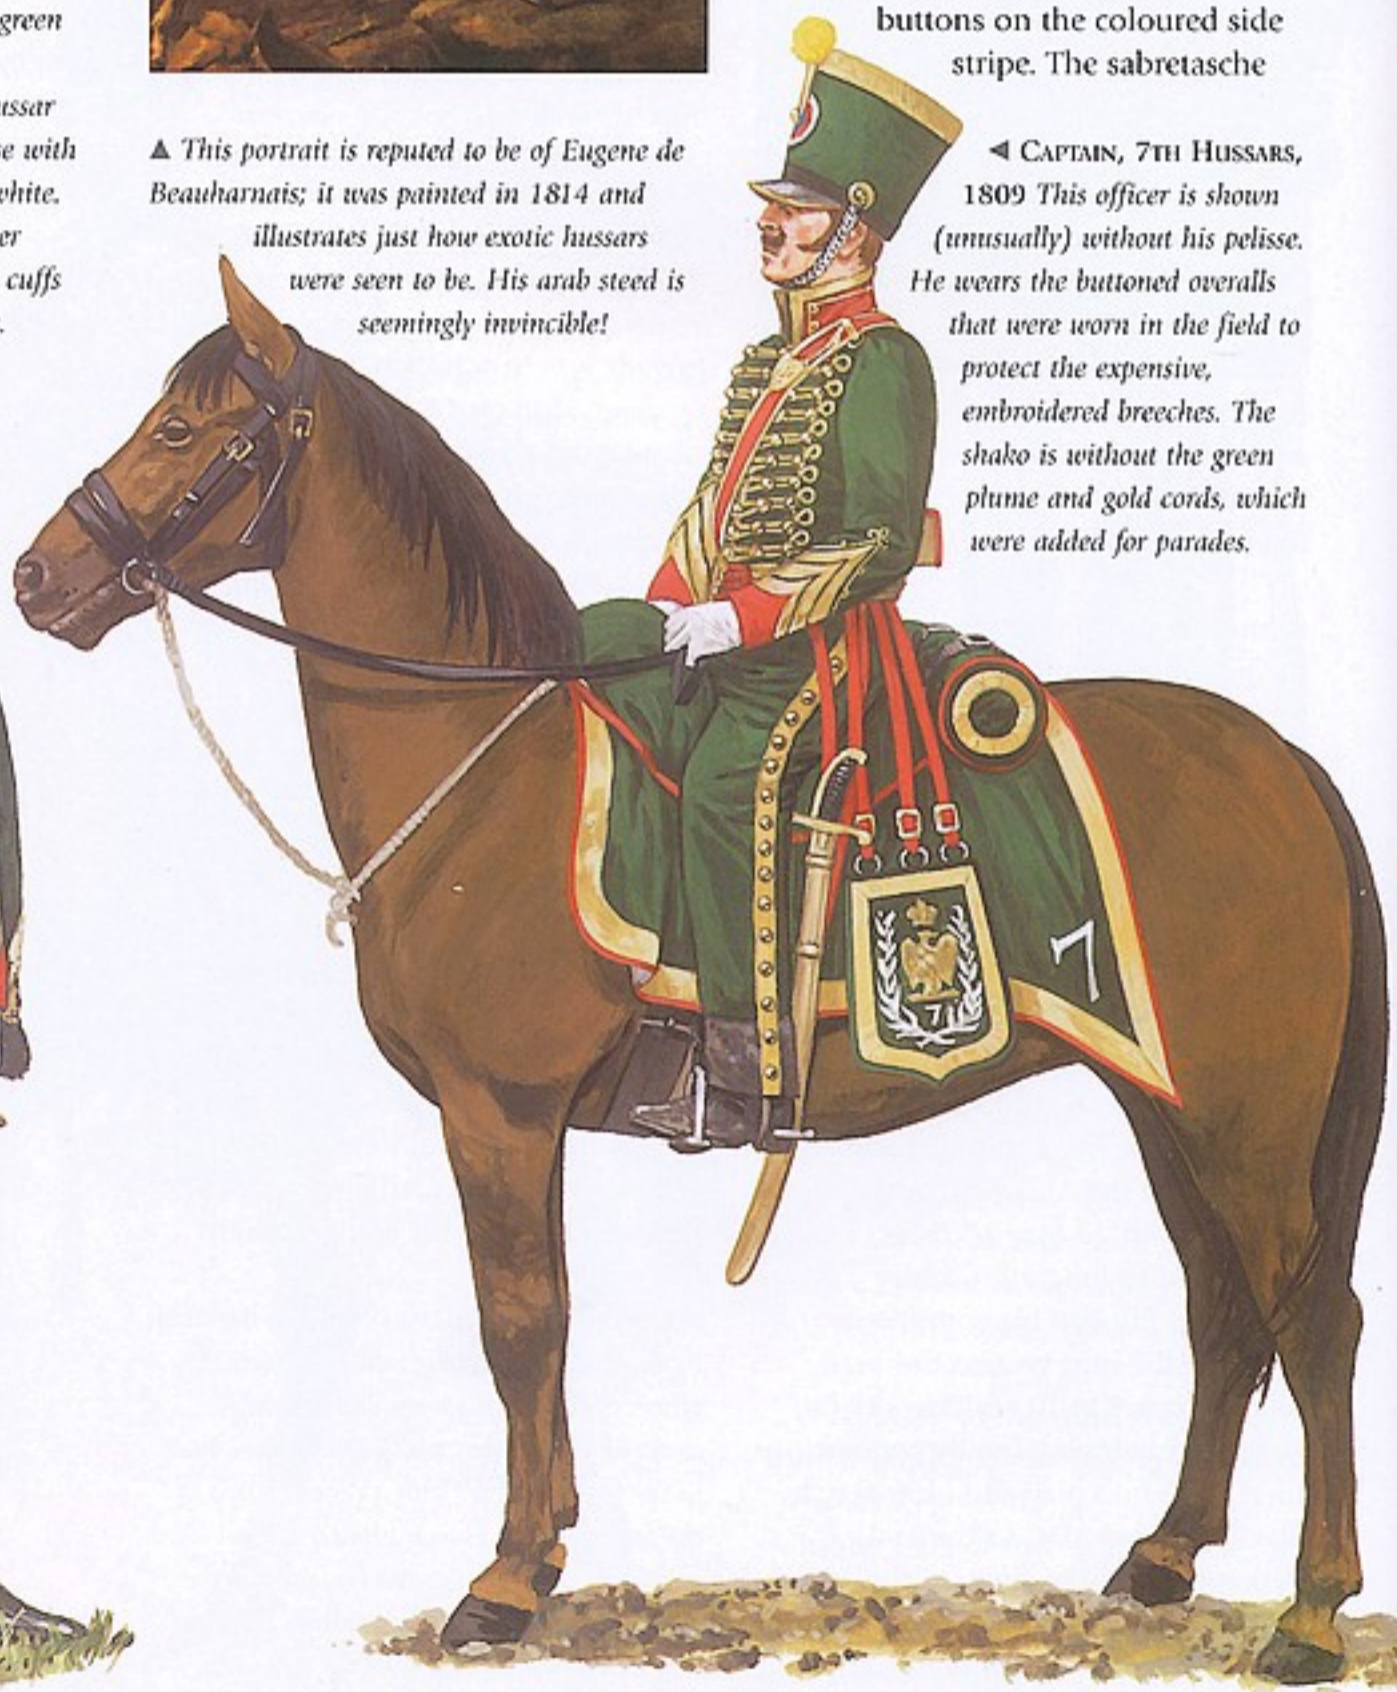 green
ussar
e with
white.
er
cuffs
▲ This portrait is reputed to be of Eugene de
Beauharnais; it was painted in 1814 and
illustrates just how exotic hussars
were seen to be. His arab steed is
seemingly invincible!
buttons on the coloured side
stripe. The sabretasche
◀ CAPTAIN, 7TH HUSSARS,
1809 This officer is shown
(unusually) without his pelisse.
He wears the buttoned overalls
that were worn in the field to
protect the expensive,
embroidered breeches. The
shako is without the green
plume and gold cords, which
were added for parades.
7
7